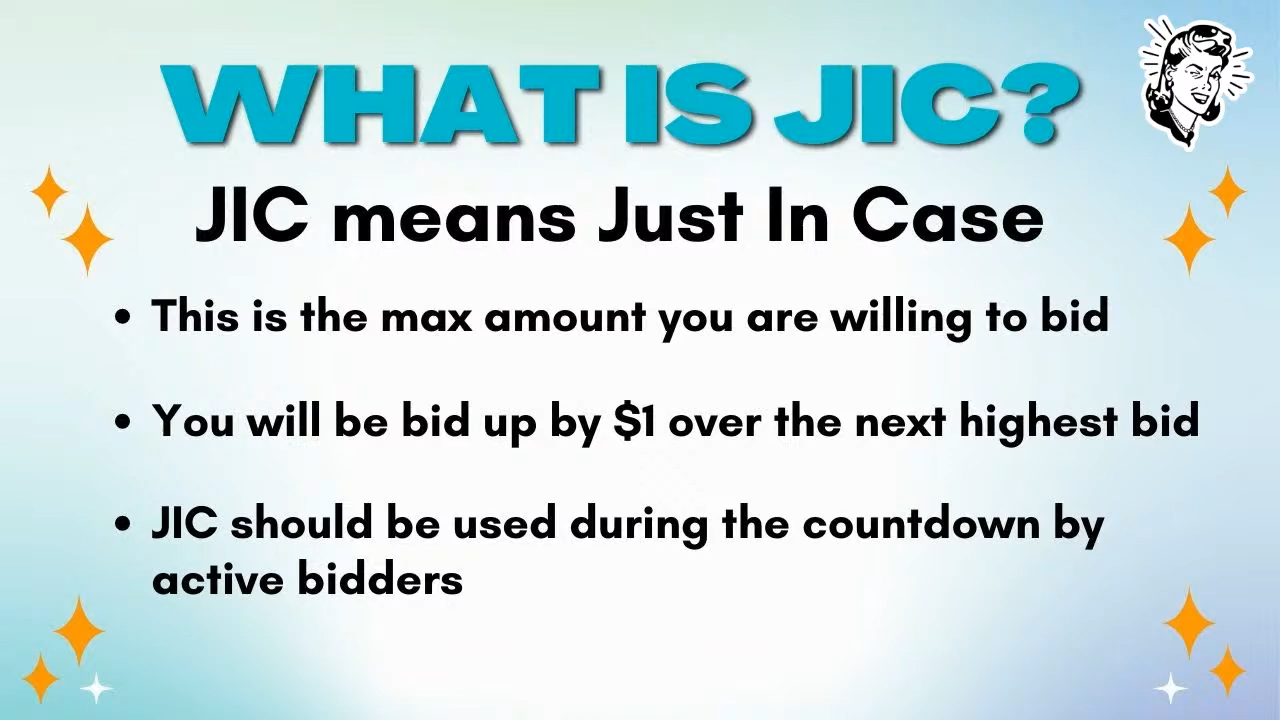 WHAT IS JIC?
JIC means Just In Case
• This is the max amount you are willing to bid
• You will be bid up by $1 over the next highest bid
• JIC should be used during the countdown by
active bidders